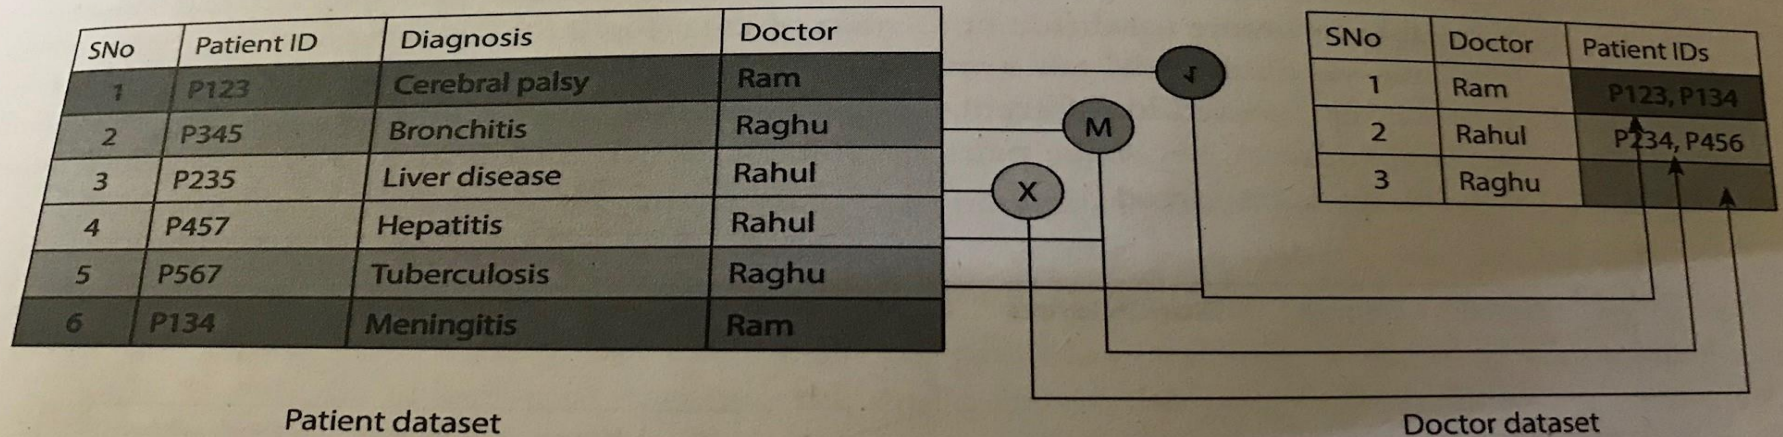 SNo Patient ID Diagnosis Doctor
1 P123 Cerebral palsy Ram
2 P345 Bronchitis Raghu
3 P235 Liver disease Rahul
4 P457 Hepatitis Rahul
5 P567 Tuberculosis Raghu
6 P134 Meningitis Ram
Patient dataset
√
M
X
SNo Doctor Patient IDs
1 Ram P123, P134
2 Rahul P234, P456
3 Raghu
Doctor dataset